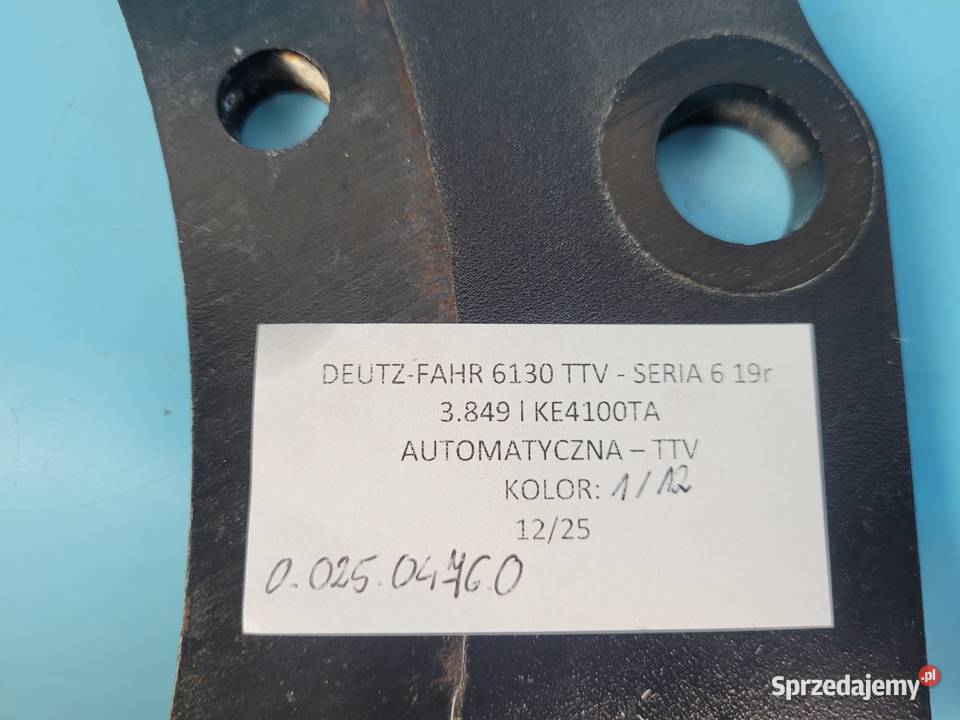 DEUTZ-FAHR 6130 TTV - SERIA 6 19r
3.849 l KE4100TA
AUTOMATYCZNA – TTV
KOLOR: 1/12
12/25
0.025.0476.0
Sprzedajemy.pl